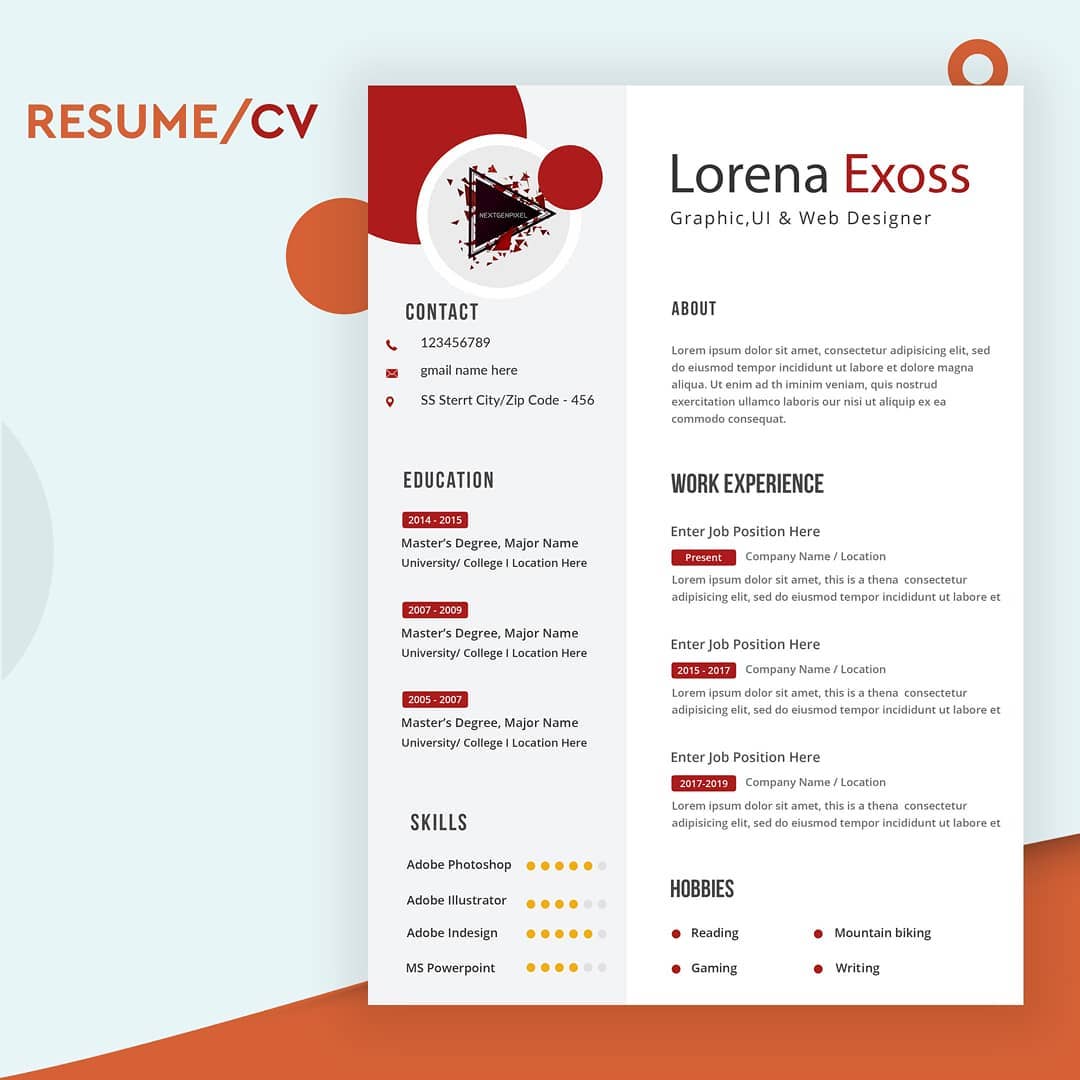 RESUME/CV
NEXTGENPIXEL
CONTACT
123456789
gmail name here
SS Sterrt City/Zip Code - 456
EDUCATION
2014 - 2015
Master's Degree, Major Name
University/ College I Location Here
2007 - 2009
Master's Degree, Major Name
University/ College I Location Here
2005 - 2007
Master's Degree, Major Name
University/ College I Location Here
SKILLS
Adobe Photoshop
Adobe Illustrator
Adobe Indesign
MS Powerpoint
Lorena Exoss
Graphic,UI & Web Designer
ABOUT
Lorem ipsum dolor sit amet, consectetur adipisicing elit, sed
do eiusmod tempor incididunt ut labore et dolore magna
aliqua. Ut enim ad th iminim veniam, quis nostrud
exercitation ullamco laboris our nisi ut aliquip ex ea
commodo consequat.
WORK EXPERIENCE
Enter Job Position Here
Present Company Name / Location
Lorem ipsum dolor sit amet, this is a thena consectetur
adipisicing elit, sed do eiusmod tempor incididunt ut labore et
Enter Job Position Here
2015 - 2017 Company Name / Location
Lorem ipsum dolor sit amet, this is a thena consectetur
adipisicing elit, sed do eiusmod tempor incididunt ut labore et
Enter Job Position Here
2017-2019 Company Name / Location
Lorem ipsum dolor sit amet, this is a thena consectetur
adipisicing elit, sed do eiusmod tempor incididunt ut labore et
HOBBIES
Reading Mountain biking
Gaming Writing